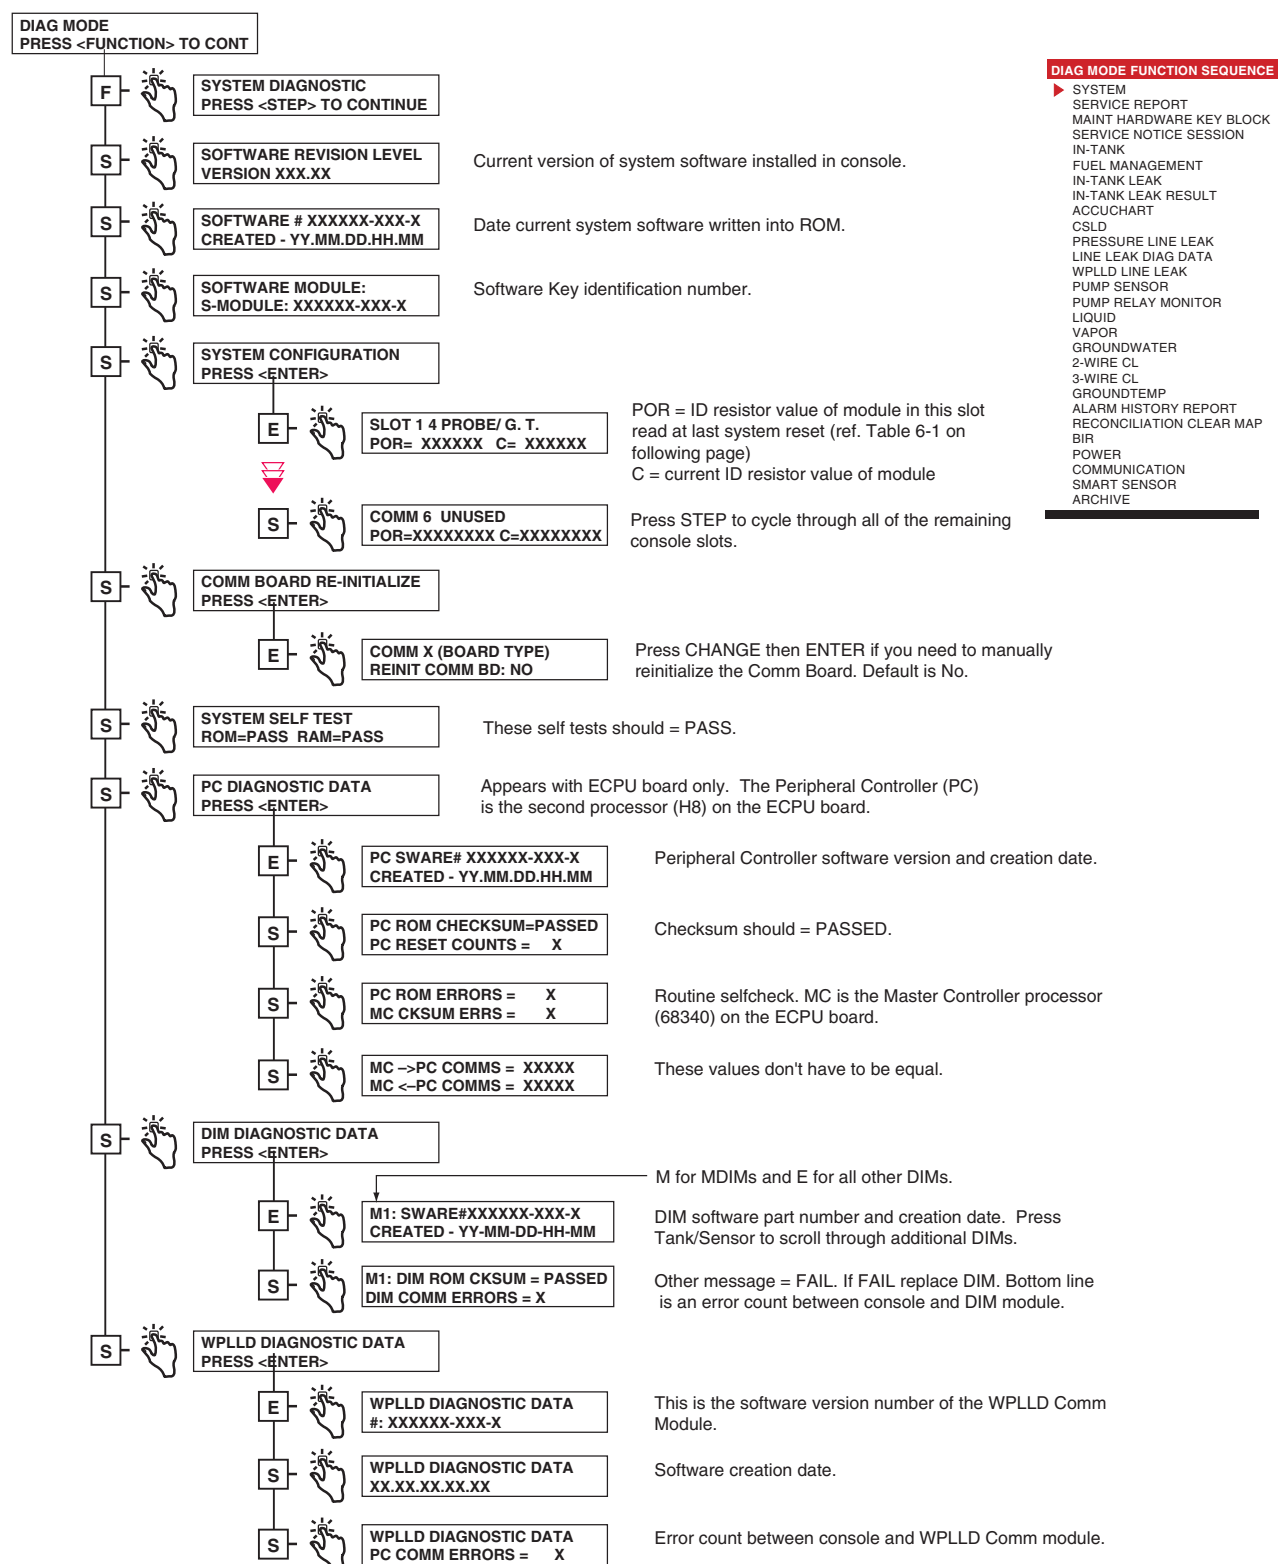 DIAG MODE
PRESS <FUNCTION> TO CONT
F
SYSTEM DIAGNOSTIC
PRESS <STEP> TO CONTINUE
S
SOFTWARE REVISION LEVEL
VERSION XXX.XX
Current version of system software installed in console.
S
SOFTWARE # XXXXXX-XXX-X
CREATED - YY.MM.DD.HH.MM
Date current system software written into ROM.
S
SOFTWARE MODULE:
S-MODULE: XXXXXX-XXX-X
Software Key identification number.
S
SYSTEM CONFIGURATION
PRESS <ENTER>
E
SLOT 1 4 PROBE/ G. T.
POR= XXXXXX C= XXXXXX
POR = ID resistor value of module in this slot
read at last system reset (ref. Table 6-1 on
following page)
C = current ID resistor value of module
S
COMM 6 UNUSED
POR=XXXXXXXX C=XXXXXXXX
Press STEP to cycle through all of the remaining
console slots.
S
COMM BOARD RE-INITIALIZE
PRESS <ENTER>
E
COMM X (BOARD TYPE)
REINIT COMM BD: NO
Press CHANGE then ENTER if you need to manually
reinitialize the Comm Board. Default is No.
S
SYSTEM SELF TEST
ROM=PASS RAM=PASS
These self tests should = PASS.
S
PC DIAGNOSTIC DATA
PRESS <ENTER>
Appears with ECPU board only. The Peripheral Controller (PC)
is the second processor (H8) on the ECPU board.
E
PC SWARE# XXXXXX-XXX-X
CREATED - YY.MM.DD.HH.MM
Peripheral Controller software version and creation date.
S
PC ROM CHECKSUM=PASSED
PC RESET COUNTS = X
Checksum should = PASSED.
S
PC ROM ERRORS = X
MC CKSUM ERRS = X
Routine selfcheck. MC is the Master Controller processor
(68340) on the ECPU board.
S
MC –>PC COMMS = XXXXX
MC <–PC COMMS = XXXXX
These values don't have to be equal.
S
DIM DIAGNOSTIC DATA
PRESS <ENTER>
M for MDIMs and E for all other DIMs.
E
M1: SWARE#XXXXXX-XXX-X
CREATED - YY-MM-DD-HH-MM
DIM software part number and creation date. Press
Tank/Sensor to scroll through additional DIMs.
S
M1: DIM ROM CKSUM = PASSED
DIM COMM ERRORS = X
Other message = FAIL. If FAIL replace DIM. Bottom line
is an error count between console and DIM module.
S
WPLLD DIAGNOSTIC DATA
PRESS <ENTER>
E
WPLLD DIAGNOSTIC DATA
#: XXXXXX-XXX-X
This is the software version number of the WPLLD Comm
Module.
S
WPLLD DIAGNOSTIC DATA
XX.XX.XX.XX.XX
Software creation date.
S
WPLLD DIAGNOSTIC DATA
PC COMM ERRORS = X
Error count between console and WPLLD Comm module.
DIAG MODE FUNCTION SEQUENCE
SYSTEM
SERVICE REPORT
MAINT HARDWARE KEY BLOCK
SERVICE NOTICE SESSION
IN-TANK
FUEL MANAGEMENT
IN-TANK LEAK
IN-TANK LEAK RESULT
ACCUCHART
CSLD
PRESSURE LINE LEAK
LINE LEAK DIAG DATA
WPLLD LINE LEAK
PUMP SENSOR
PUMP RELAY MONITOR
LIQUID
VAPOR
GROUNDWATER
2-WIRE CL
3-WIRE CL
GROUNDTEMP
ALARM HISTORY REPORT
RECONCILIATION CLEAR MAP
BIR
POWER
COMMUNICATION
SMART SENSOR
ARCHIVE